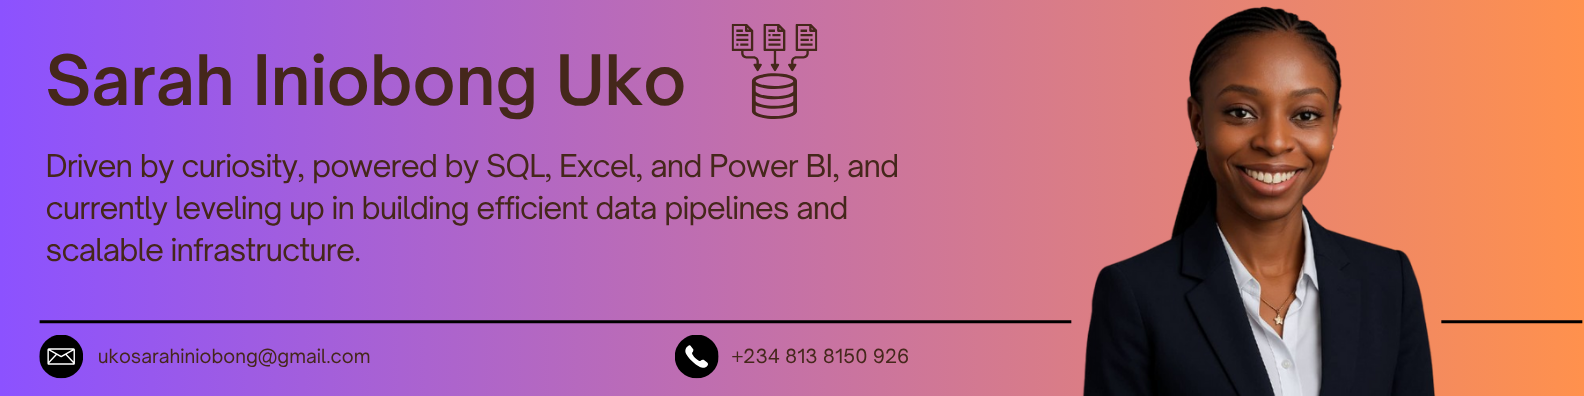 Sarah Iniobong Uko
Driven by curiosity, powered by SQL, Excel, and Power BI, and
currently leveling up in building efficient data pipelines and
scalable infrastructure.
ukosarahiniobong@gmail.com
+234 813 8150 926